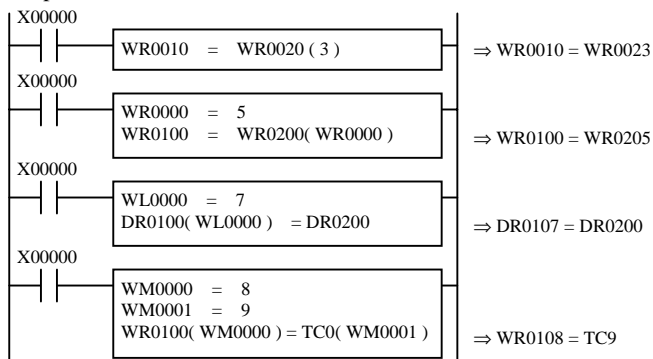 X00000
WR0010 = WR0020 ( 3 )
⇒ WR0010 = WR0023
X00000
WR0000 = 5
WR0100 = WR0200( WR0000 )
⇒ WR0100 = WR0205
X00000
WL0000 = 7
DR0100( WL0000 ) = DR0200
⇒ DR0107 = DR0200
X00000
WM0000 = 8
WM0001 = 9
WR0100( WM0000 ) = TC0( WM0001 )
⇒ WR0108 = TC9